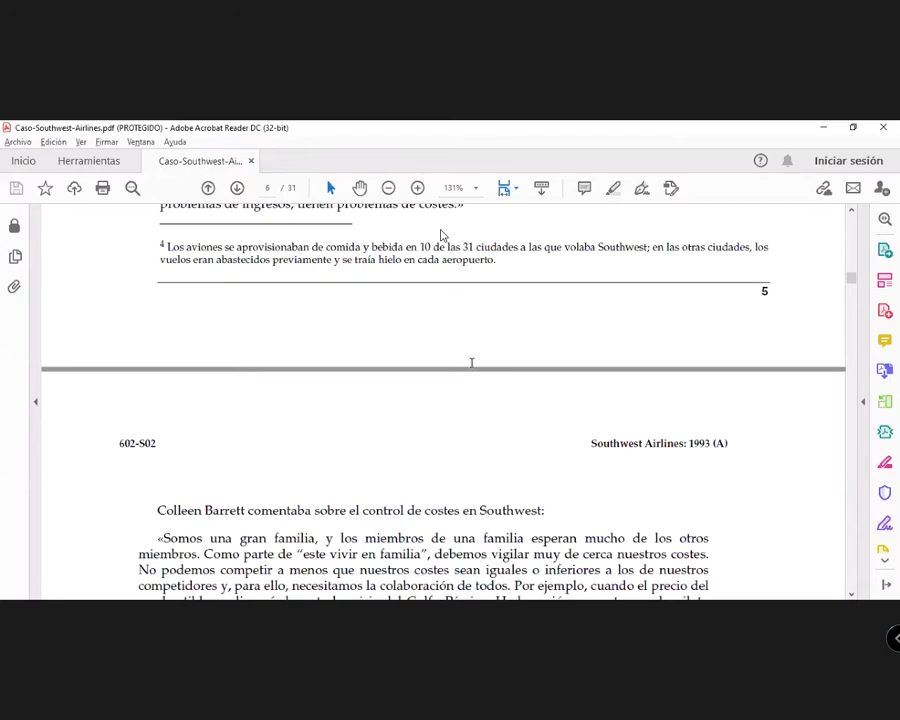 Caso-Southwest-Airlines.pdf (PROTEGIDO) - Adobe Acrobat Reader DC (32-bit)
Archivo Edición Ver Firmar Ventana Ayuda
Inicio Herramientas Caso-Southwest-Ai... × Iniciar sesión
6 / 31 131%
problemas de ingresos, tienen problemas de costes.»
4 Los aviones se aprovisionaban de comida y bebida en 10 de las 31 ciudades a las que volaba Southwest; en las otras ciudades, los
vuelos eran abastecidos previamente y se traía hielo en cada aeropuerto.
5
602-S02 Southwest Airlines: 1993 (A)
Colleen Barrett comentaba sobre el control de costes en Southwest:
«Somos una gran familia, y los miembros de una familia esperan mucho de los otros
miembros. Como parte de “este vivir en familia”, debemos vigilar muy de cerca nuestros costes.
No podemos competir a menos que nuestros costes sean iguales o inferiores a los de nuestros
competidores y, para ello, necesitamos la colaboración de todos. Por ejemplo, cuando el precio del